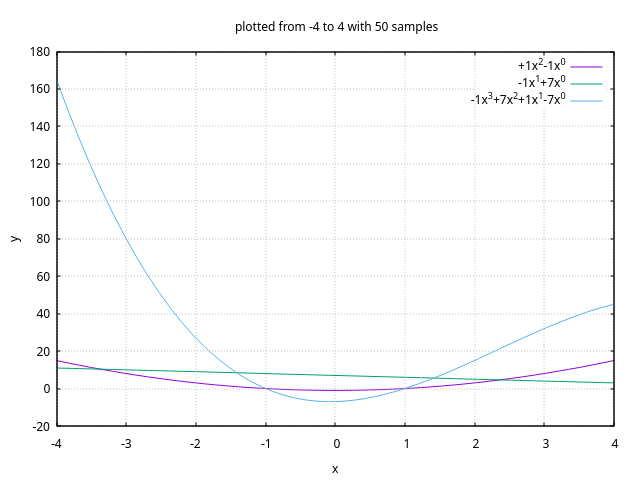 plotted from -4 to 4 with 50 samples
180
160
140
120
100
80
60
40
20
0
-20
y
+1x²-1x⁰
-1x¹+7x⁰
-1x³+7x²+1x¹-7x⁰
-4 -3 -2 -1 0 1 2 3 4
x